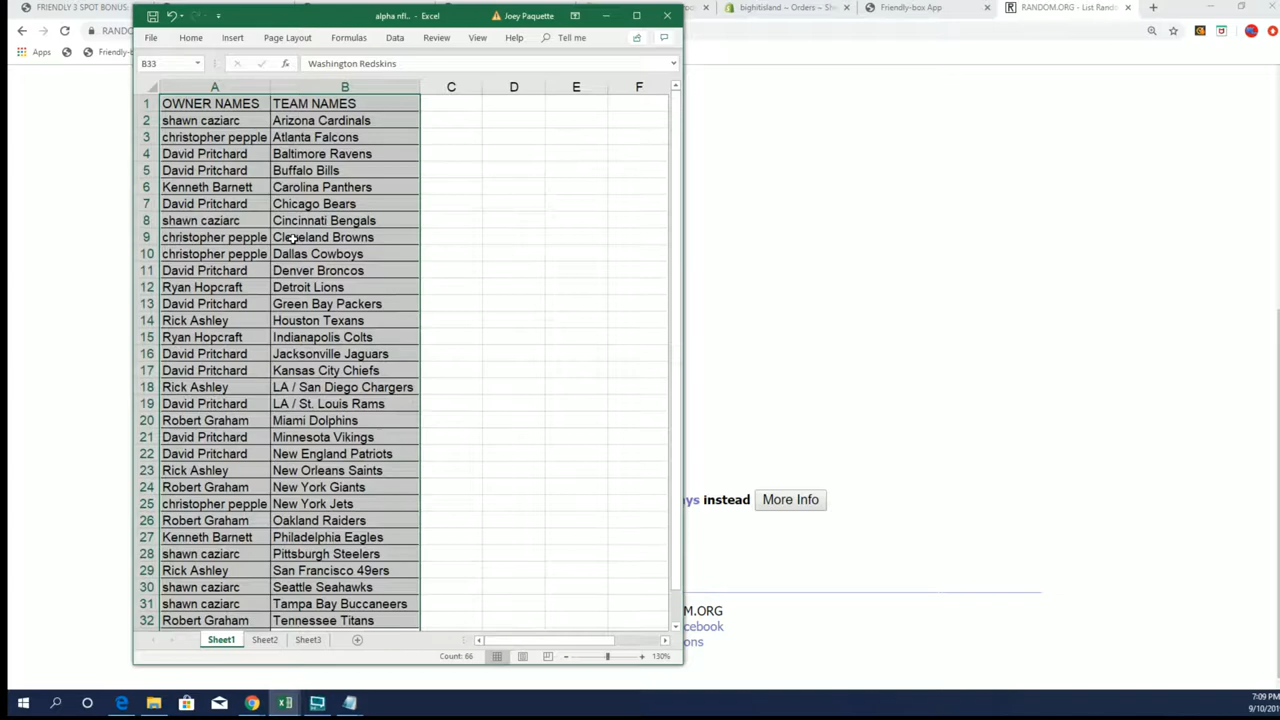 FRIENDLY 3 SPOT BONUS:
alpha nfl.. - Excel
Joey Paquette
bighitisland ~ Orders ~ S
Friendly-box App
RANDOM.ORG - List Rand
Apps
Friendly-b
File Home Insert Page Layout Formulas Data Review View Help Tell me
B33
Washington Redskins
A B C D E F
1 OWNER NAMES TEAM NAMES
2 shawn caziarc Arizona Cardinals
3 christopher pepple Atlanta Falcons
4 David Pritchard Baltimore Ravens
5 David Pritchard Buffalo Bills
6 Kenneth Barnett Carolina Panthers
7 David Pritchard Chicago Bears
8 shawn caziarc Cincinnati Bengals
9 christopher pepple Cleveland Browns
10 christopher pepple Dallas Cowboys
11 David Pritchard Denver Broncos
12 Ryan Hopcraft Detroit Lions
13 David Pritchard Green Bay Packers
14 Rick Ashley Houston Texans
15 Ryan Hopcraft Indianapolis Colts
16 David Pritchard Jacksonville Jaguars
17 David Pritchard Kansas City Chiefs
18 Rick Ashley LA / San Diego Chargers
19 David Pritchard LA / St. Louis Rams
20 Robert Graham Miami Dolphins
21 David Pritchard Minnesota Vikings
22 David Pritchard New England Patriots
23 Rick Ashley New Orleans Saints
24 Robert Graham New York Giants
25 christopher pepple New York Jets
26 Robert Graham Oakland Raiders
27 Kenneth Barnett Philadelphia Eagles
28 shawn caziarc Pittsburgh Steelers
29 Rick Ashley San Francisco 49ers
30 shawn caziarc Seattle Seahawks
31 shawn caziarc Tampa Bay Buccaneers
32 Robert Graham Tennessee Titans
ys instead More Info
M.ORG
cebook
ons
Sheet1 Sheet2 Sheet3
Count: 66
130%
7:09 PM
9/10/20